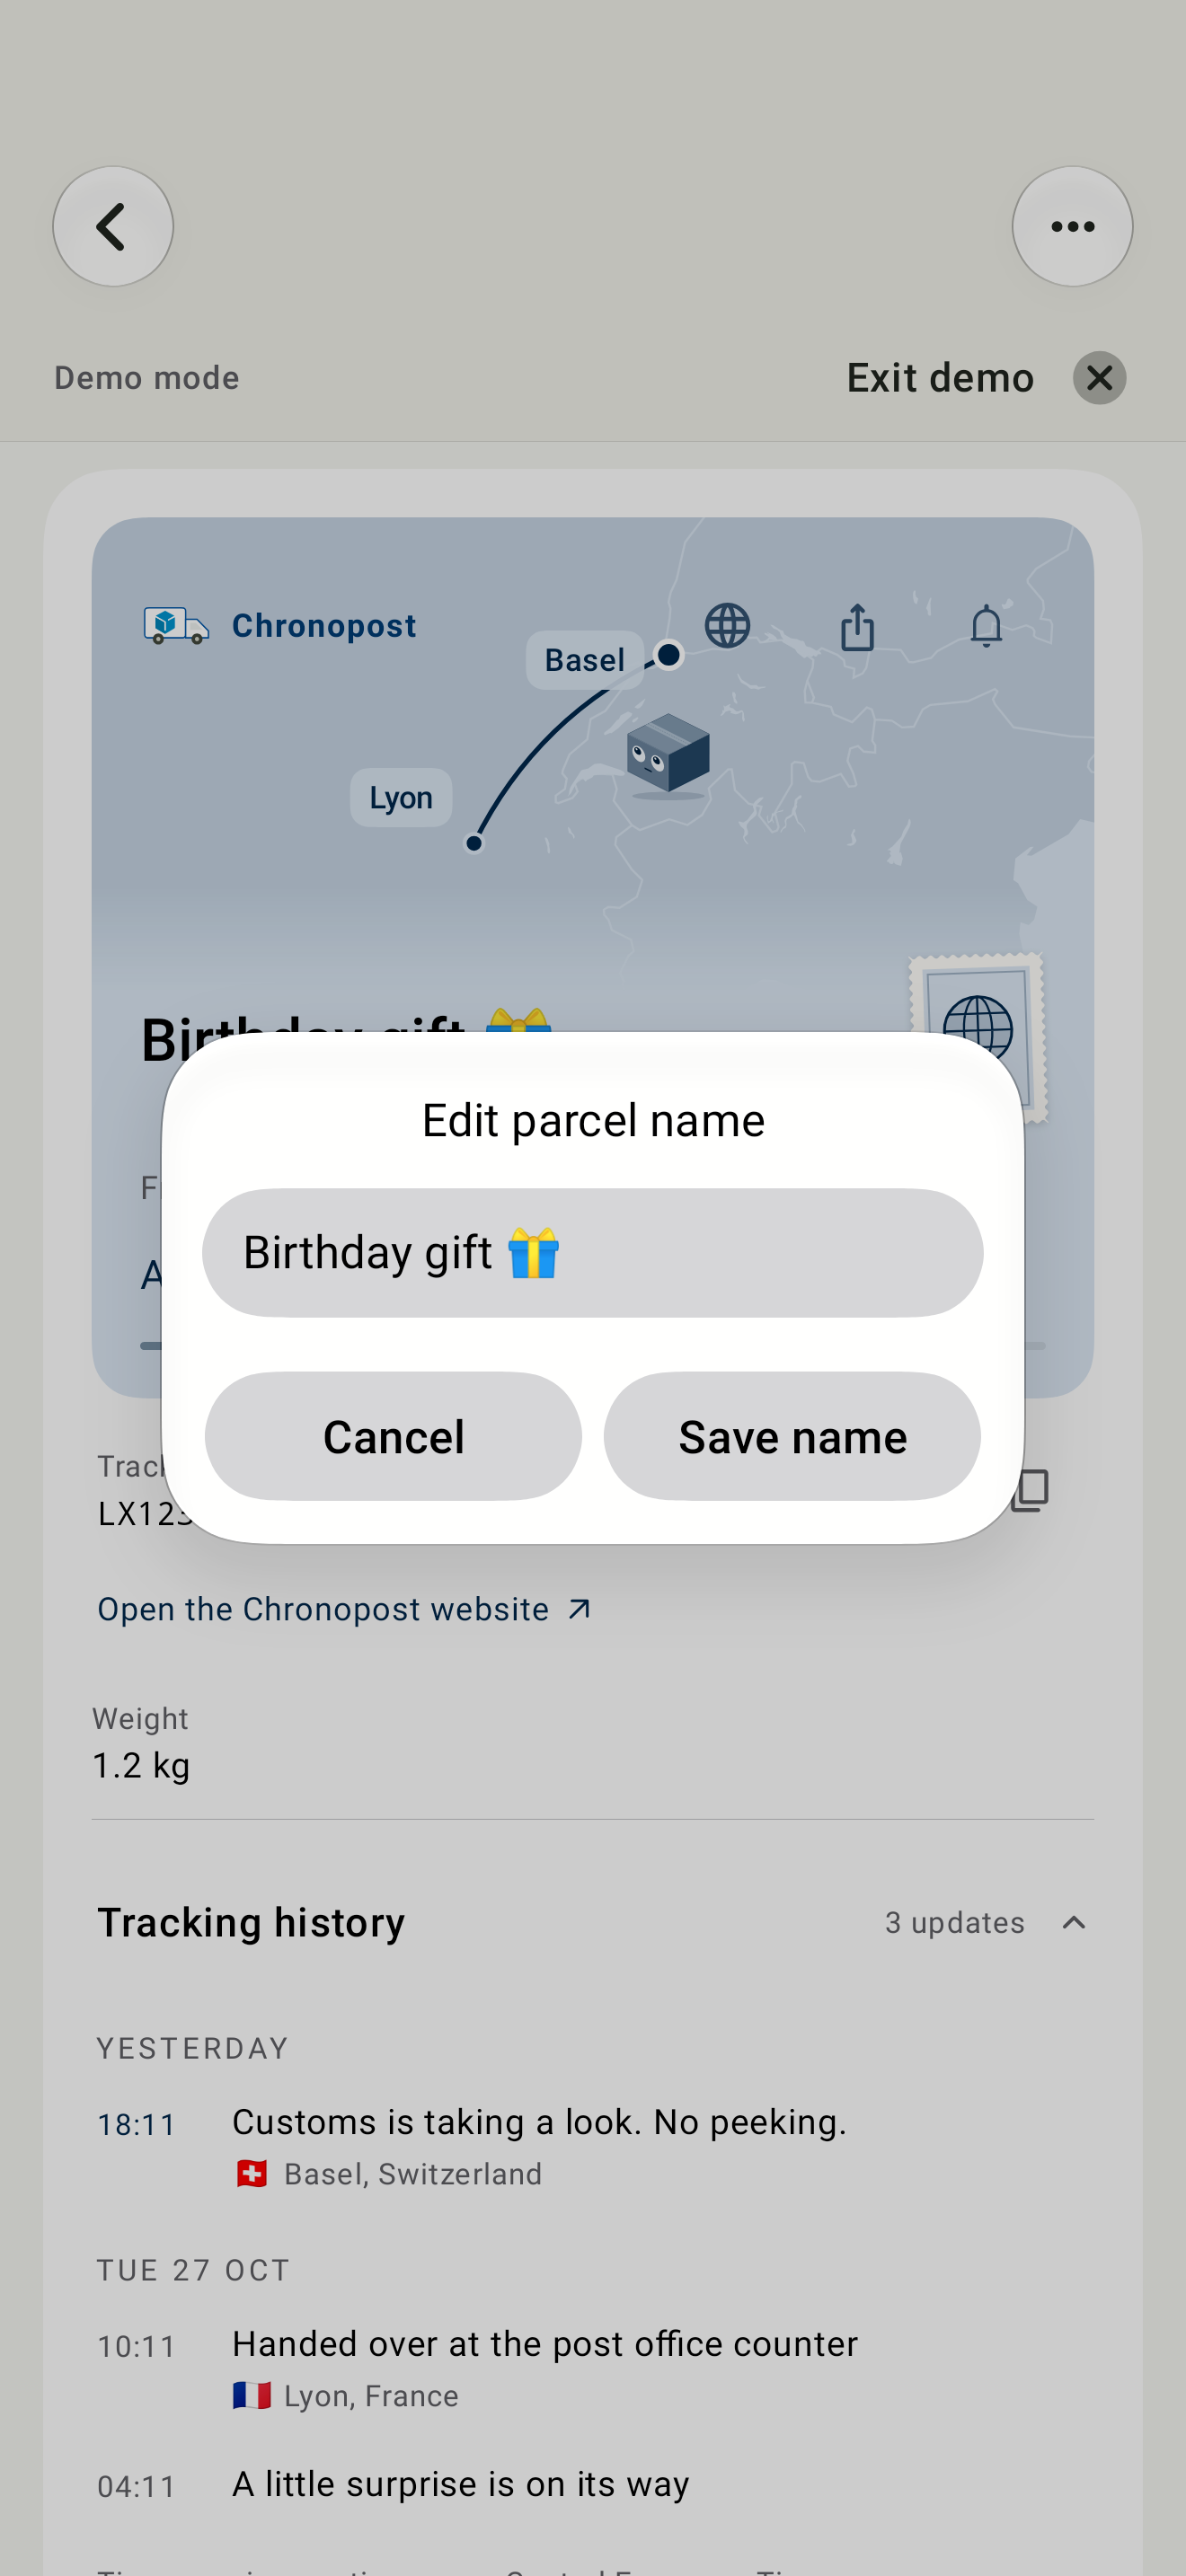 Demo mode
Exit demo
Chronopost
Basel
Lyon
Birthday gift 🎁
Edit parcel name
Birthday gift 🎁
Cancel
Save name
LX123
Open the Chronopost website
Weight
1.2 kg
Tracking history
3 updates
YESTERDAY
18:11 Customs is taking a look. No peeking.
🇨🇭 Basel, Switzerland
TUE 27 OCT
10:11 Handed over at the post office counter
🇫🇷 Lyon, France
04:11 A little surprise is on its way